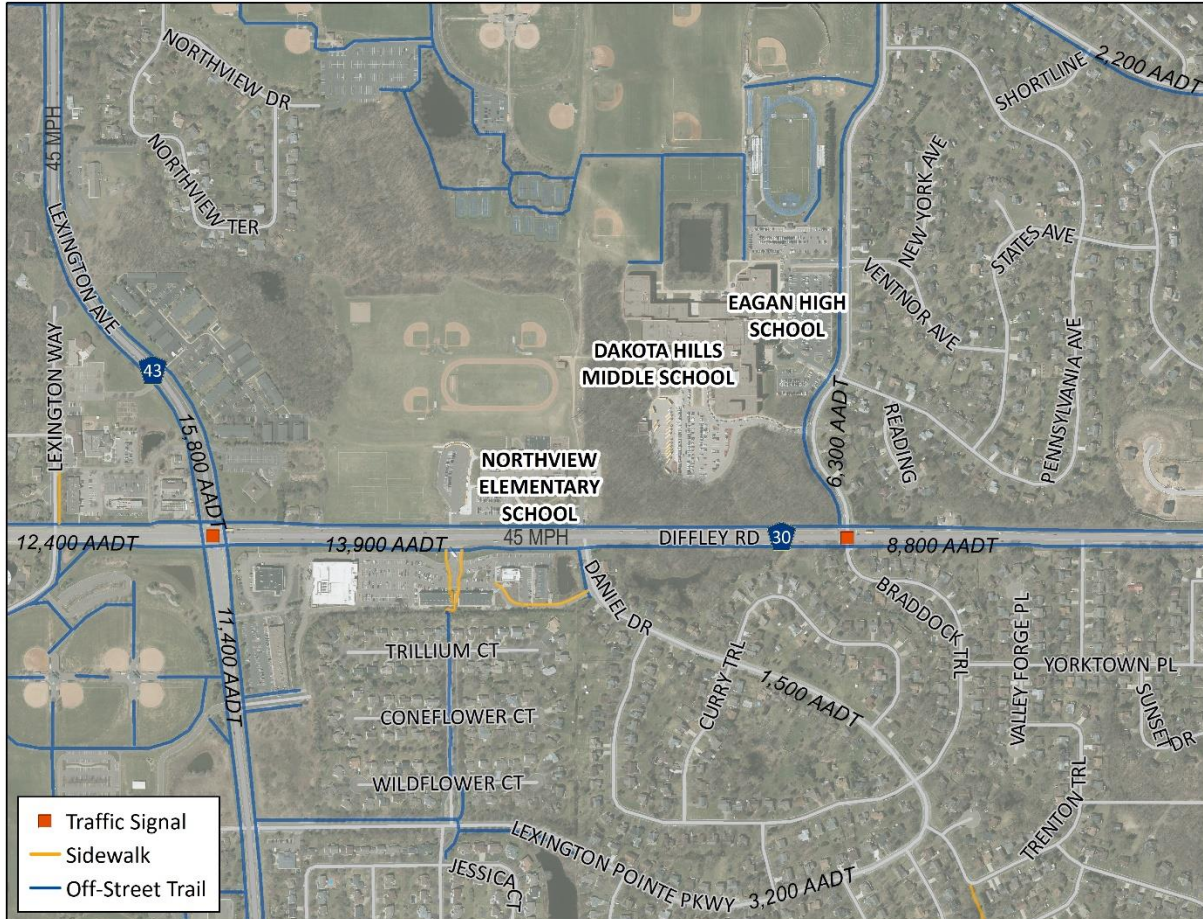 2,200 AADT
NORTHVIEW DR
SHORTLINE
45 MPH
NORTHVIEW TER
NEW YORK AVE
STATES AVE
LEXINGTON AVE
VENTNOR AVE
EAGAN HIGH
SCHOOL
LEXINGTON WAY
DAKOTA HILLS
MIDDLE SCHOOL
PENNSYLVANIA AVE
43
READING
15,800 AADT
6,300 AADT
NORTHVIEW
ELEMENTARY
SCHOOL
12,400 AADT
13,900 AADT
45 MPH
DIFFLEY RD
30
8,800 AADT
DANIEL DR
BRADDOCK TRL
VALLEY FORGE PL
11,400 AADT
TRILLIUM CT
CURRY TRL
1,500 AADT
YORKTOWN PL
CONEFLOWER CT
SUNSET DR
WILDFLOWER CT
TRENTON TRL
LEXINGTON POINTE PKWY
3,200 AADT
JESSICA CT
Traffic Signal
Sidewalk
Off-Street Trail